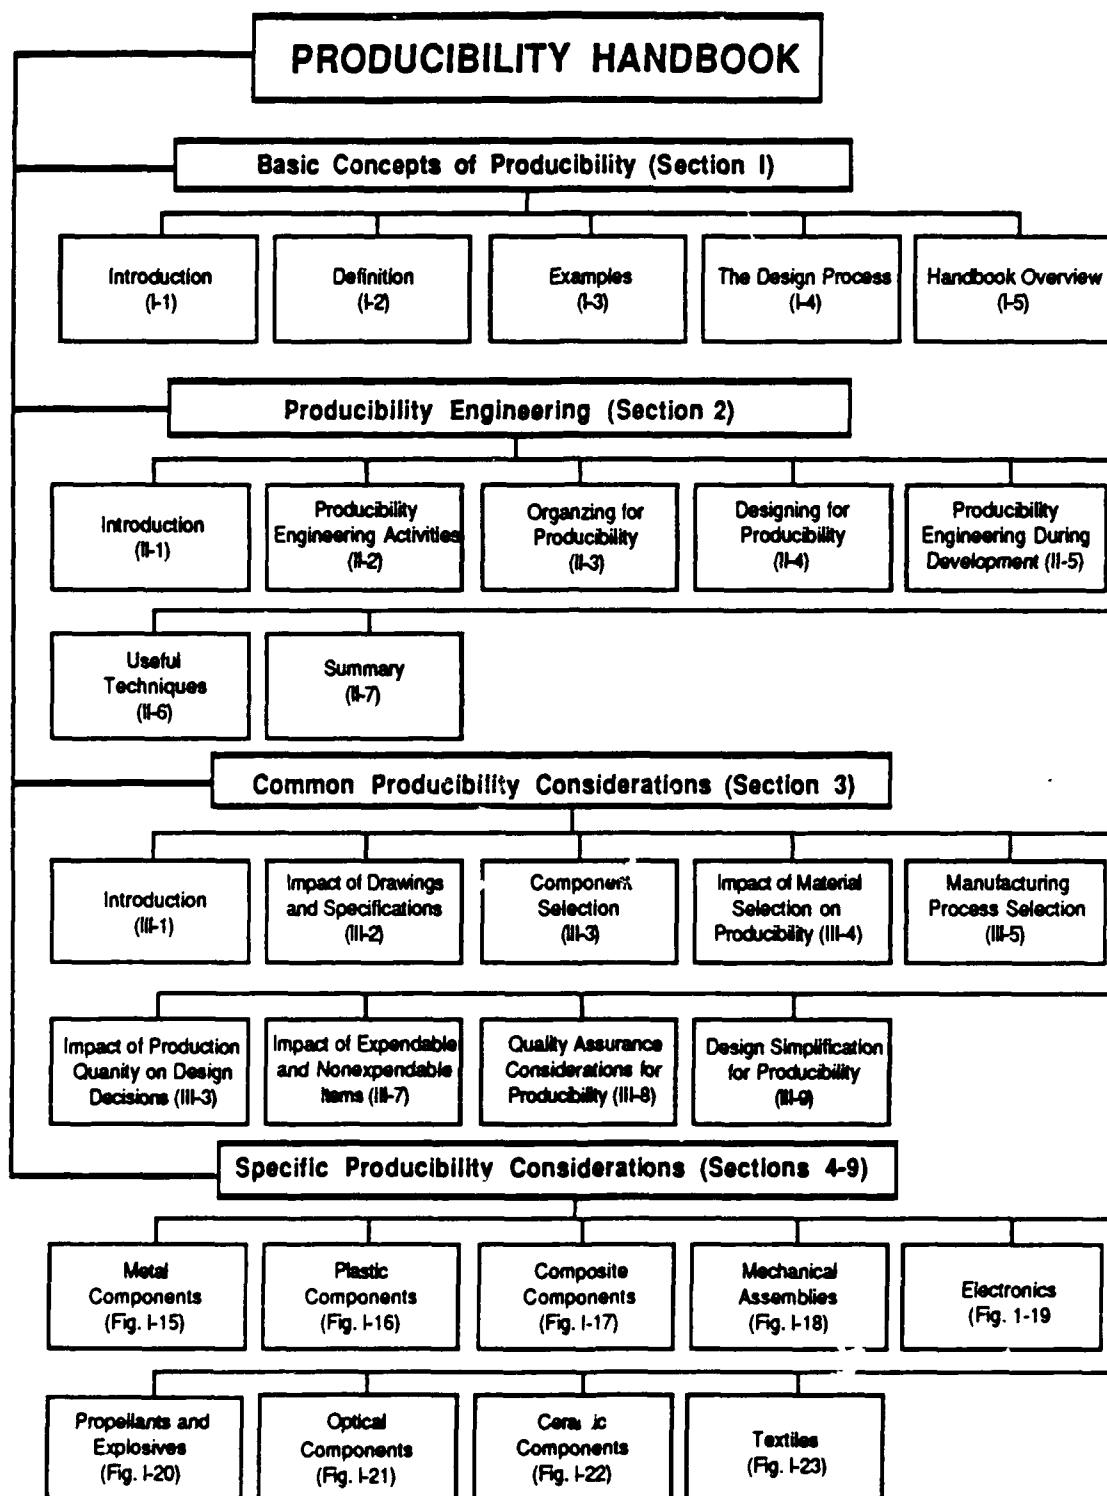 PRODUCIBILITY HANDBOOK
Basic Concepts of Producibility (Section I)
Introduction
(I-1)
Definition
(I-2)
Examples
(I-3)
The Design Process
(I-4)
Handbook Overview
(I-5)
Producibility Engineering (Section 2)
Introduction
(II-1)
Producibility
Engineering Activities
(II-2)
Organzing for
Producibility
(II-3)
Designing for
Producibility
(II-4)
Producibility
Engineering During
Development (II-5)
Useful
Techniques
(II-6)
Summary
(II-7)
Common Producibility Considerations (Section 3)
Introduction
(III-1)
Impact of Drawings
and Specifications
(III-2)
Component
Selection
(III-3)
Impact of Material
Selection on
Producibility (III-4)
Manufacturing
Process Selection
(III-5)
Impact of Production
Quanity on Design
Decisions (III-3)
Impact of Expendable
and Nonexpendable
Items (III-7)
Quality Assurance
Considerations for
Producibility (III-8)
Design Simplification
for Producibility
(III-9)
Specific Producibility Considerations (Sections 4-9)
Metal
Components
(Fig. I-15)
Plastic
Components
(Fig. I-16)
Composite
Components
(Fig. I-17)
Mechanical
Assemblies
(Fig. I-18)
Electronics
(Fig. 1-19
Propellants and
Explosives
(Fig. I-20)
Optical
Components
(Fig. I-21)
Ceramic
Components
(Fig. I-22)
Textiles
(Fig. I-23)